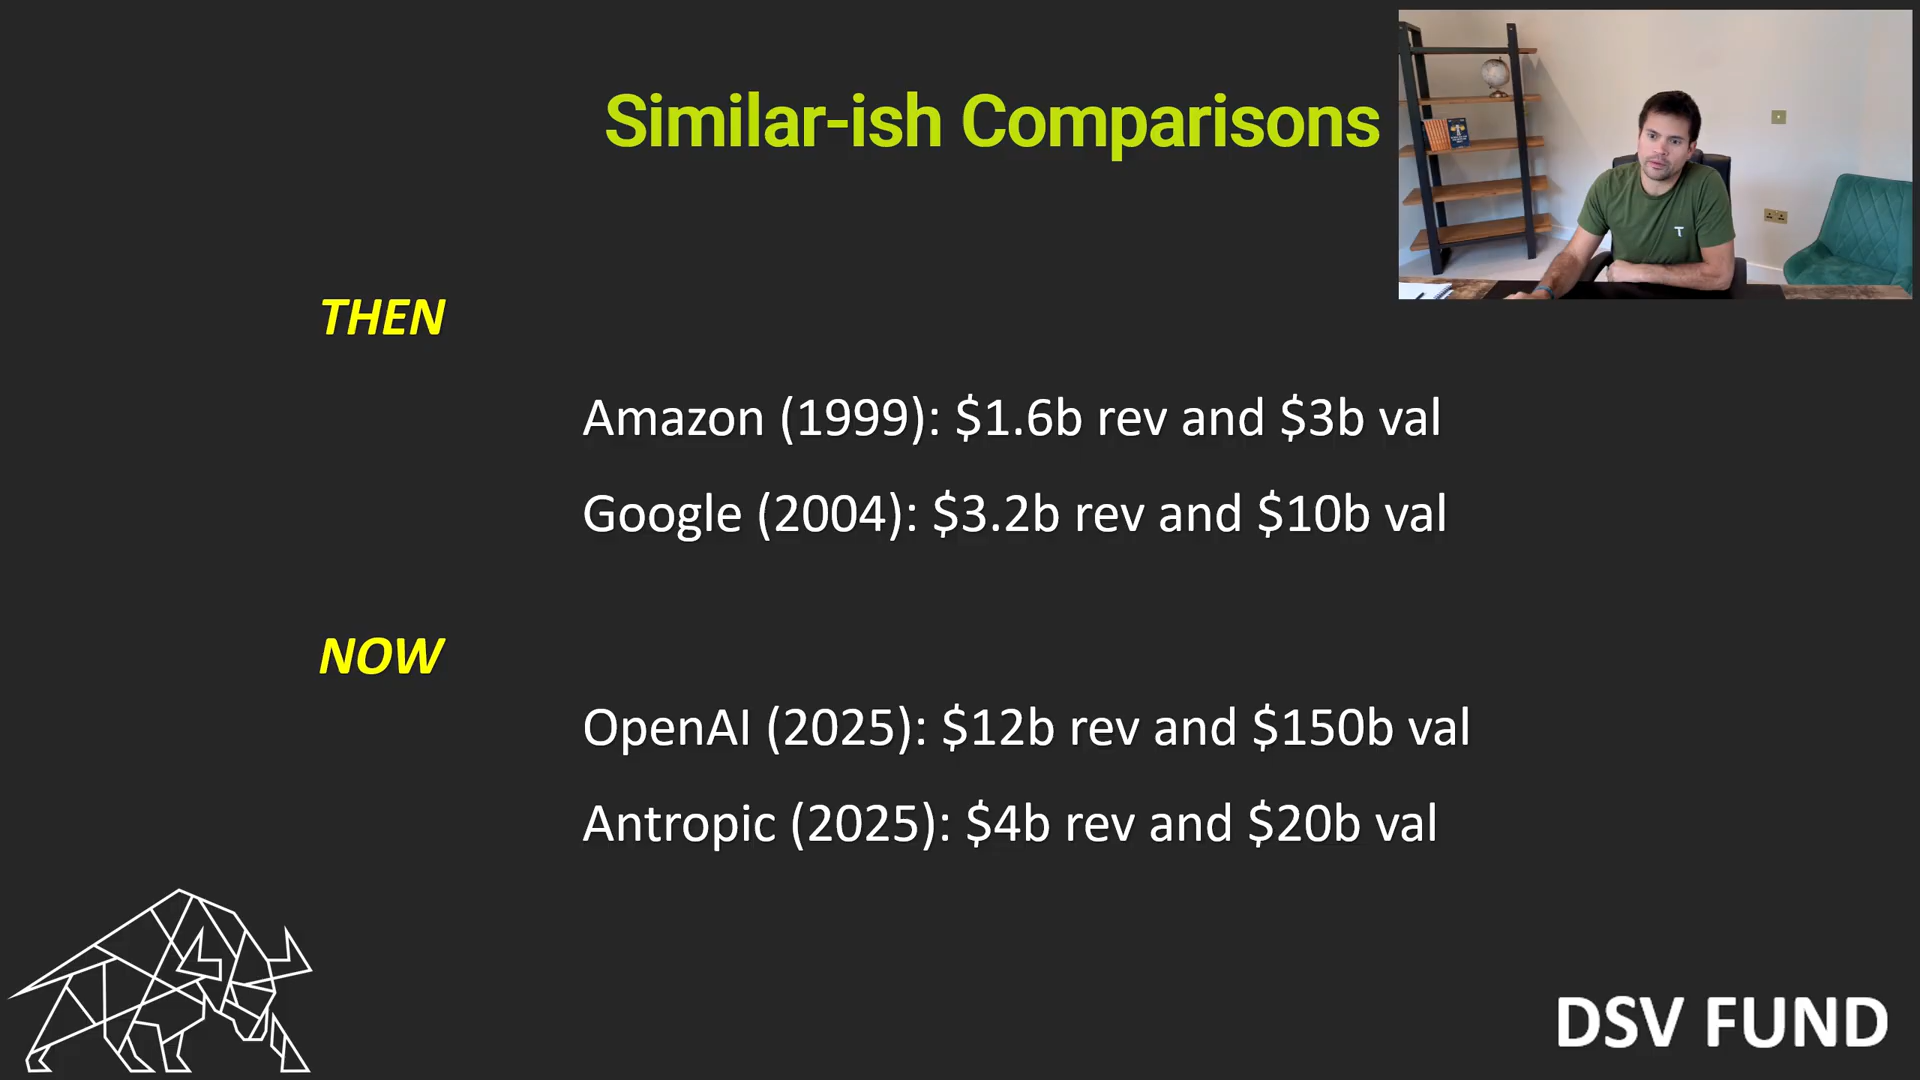 Similar-ish Comparisons
THEN
Amazon (1999): $1.6b rev and $3b val
Google (2004): $3.2b rev and $10b val
NOW
OpenAI (2025): $12b rev and $150b val
Antropic (2025): $4b rev and $20b val
T
DSV FUND